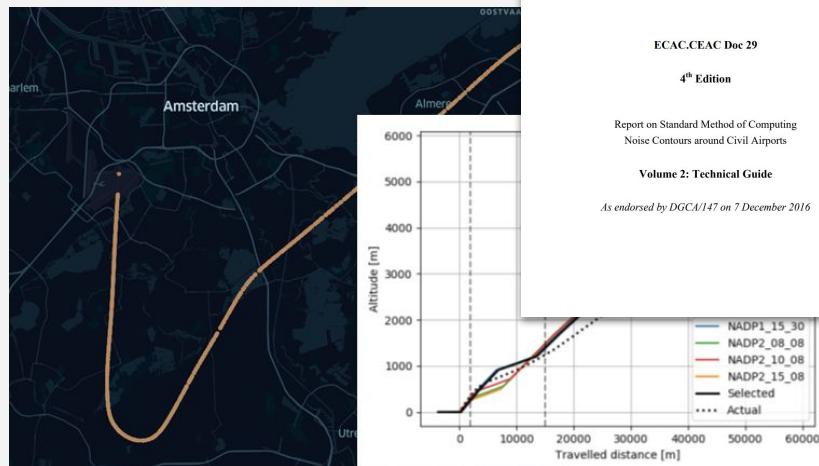 OOSTVAA
arlem
Amsterdam
Almere
Utre
ECAC.CEAC Doc 29
4th Edition
Report on Standard Method of Computing
Noise Contours around Civil Airports
Volume 2: Technical Guide
As endorsed by DGCA/147 on 7 December 2016
6000
5000
4000
3000
2000
1000
0
Altitude [m]
0 10000 20000 30000 40000 50000 60000
Travelled distance [m]
NADP1_15_30
NADP2_08_08
NADP2_10_08
NADP2_15_08
Selected
Actual